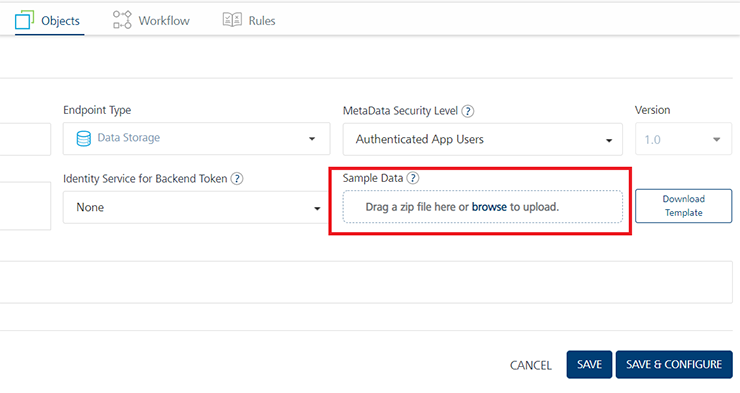 Objects Workflow Rules
Endpoint Type MetaData Security Level ? Version
Data Storage Authenticated App Users 1.0
Identity Service for Backend Token ? Sample Data ?
None Drag a zip file here or browse to upload. Download
Template
CANCEL SAVE SAVE & CONFIGURE